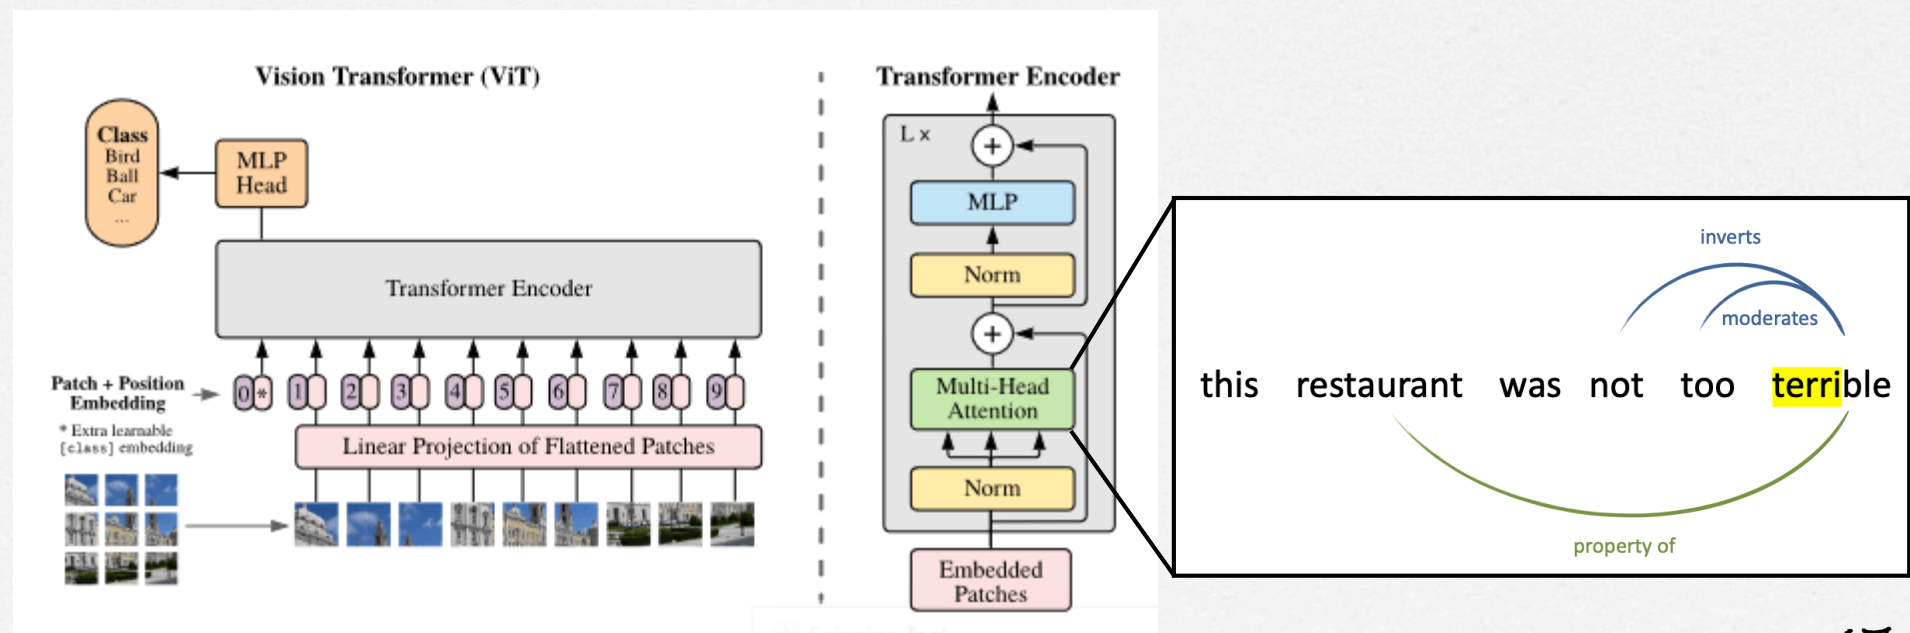 Vision Transformer (ViT)
Class
Bird
Ball
Car
...
MLP
Head
Transformer Encoder
Patch + Position
Embedding
* Extra learnable
[class] embedding
0 * 1 2 3 4 5 6 7 8 9
Linear Projection of Flattened Patches
Transformer Encoder
L x
+
MLP
Norm
+
Multi-Head
Attention
Norm
Embedded
Patches
inverts
moderates
this restaurant was not too terrible
property of